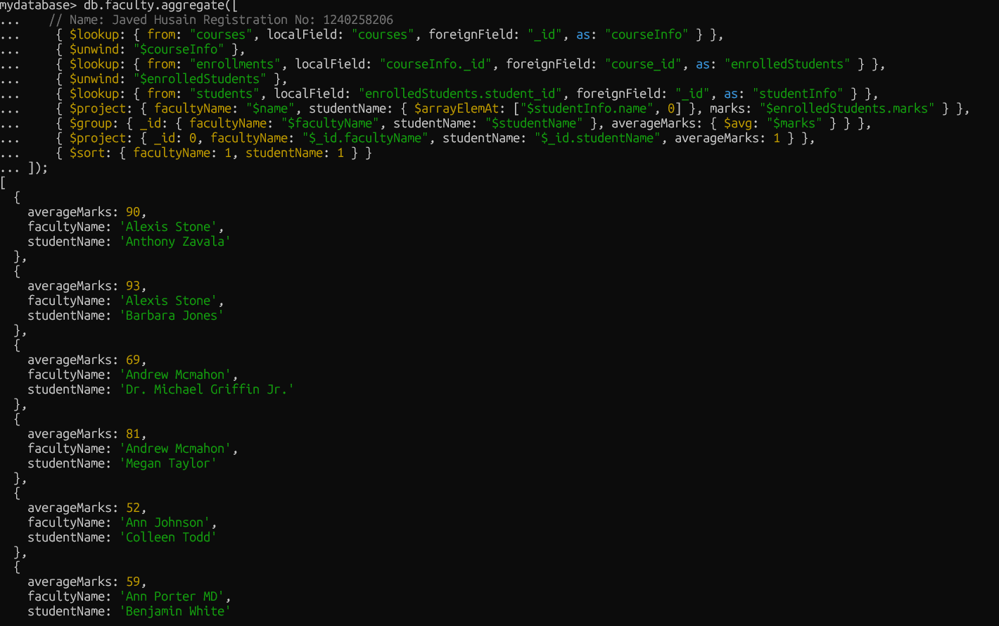 mydatabase> db.faculty.aggregate([
...    // Name: Javed Husain Registration No: 1240258206
...     { $lookup: { from: "courses", localField: "courses", foreignField: "_id", as: "courseInfo" } },
...     { $unwind: "$courseInfo" },
...     { $lookup: { from: "enrollments", localField: "courseInfo._id", foreignField: "course_id", as: "enrolledStudents" } },
...     { $unwind: "$enrolledStudents" },
...     { $lookup: { from: "students", localField: "enrolledStudents.student_id", foreignField: "_id", as: "studentInfo" } },
...     { $project: { facultyName: "$name", studentName: { $arrayElemAt: ["$studentInfo.name", 0] }, marks: "$enrolledStudents.marks" } },
...     { $group: { _id: { facultyName: "$facultyName", studentName: "$studentName" }, averageMarks: { $avg: "$marks" } } },
...     { $project: { _id: 0, facultyName: "$_id.facultyName", studentName: "$_id.studentName", averageMarks: 1 } },
...     { $sort: { facultyName: 1, studentName: 1 } }
... ]);
[
  {
    averageMarks: 90,
    facultyName: 'Alexis Stone',
    studentName: 'Anthony Zavala'
  },
  {
    averageMarks: 93,
    facultyName: 'Alexis Stone',
    studentName: 'Barbara Jones'
  },
  {
    averageMarks: 69,
    facultyName: 'Andrew Mcmahon',
    studentName: 'Dr. Michael Griffin Jr.'
  },
  {
    averageMarks: 81,
    facultyName: 'Andrew Mcmahon',
    studentName: 'Megan Taylor'
  },
  {
    averageMarks: 52,
    facultyName: 'Ann Johnson',
    studentName: 'Colleen Todd'
  },
  {
    averageMarks: 59,
    facultyName: 'Ann Porter MD',
    studentName: 'Benjamin White'